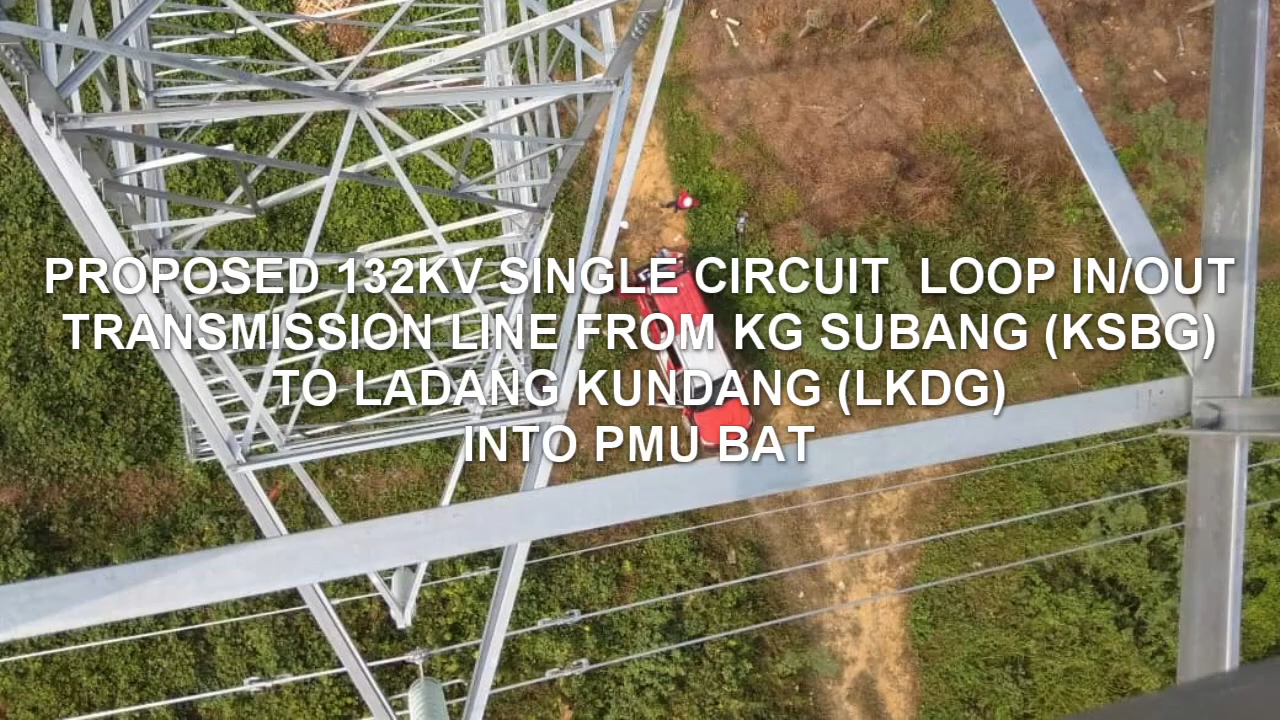 PROPOSED 132KV SINGLE CIRCUIT LOOP IN/OUT
TRANSMISSION LINE FROM KG SUBANG (KSBG)
TO LADANG KUNDANG (LKDG)
INTO PMU BAT